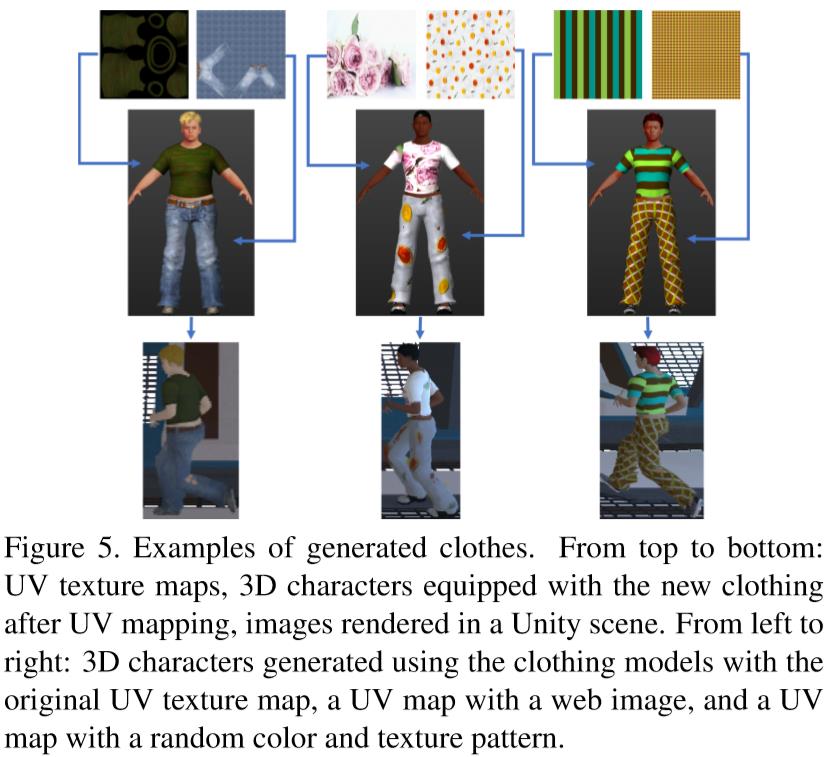 Figure 5. Examples of generated clothes. From top to bottom:
UV texture maps, 3D characters equipped with the new clothing
after UV mapping, images rendered in a Unity scene. From left to
right: 3D characters generated using the clothing models with the
original UV texture map, a UV map with a web image, and a UV
map with a random color and texture pattern.